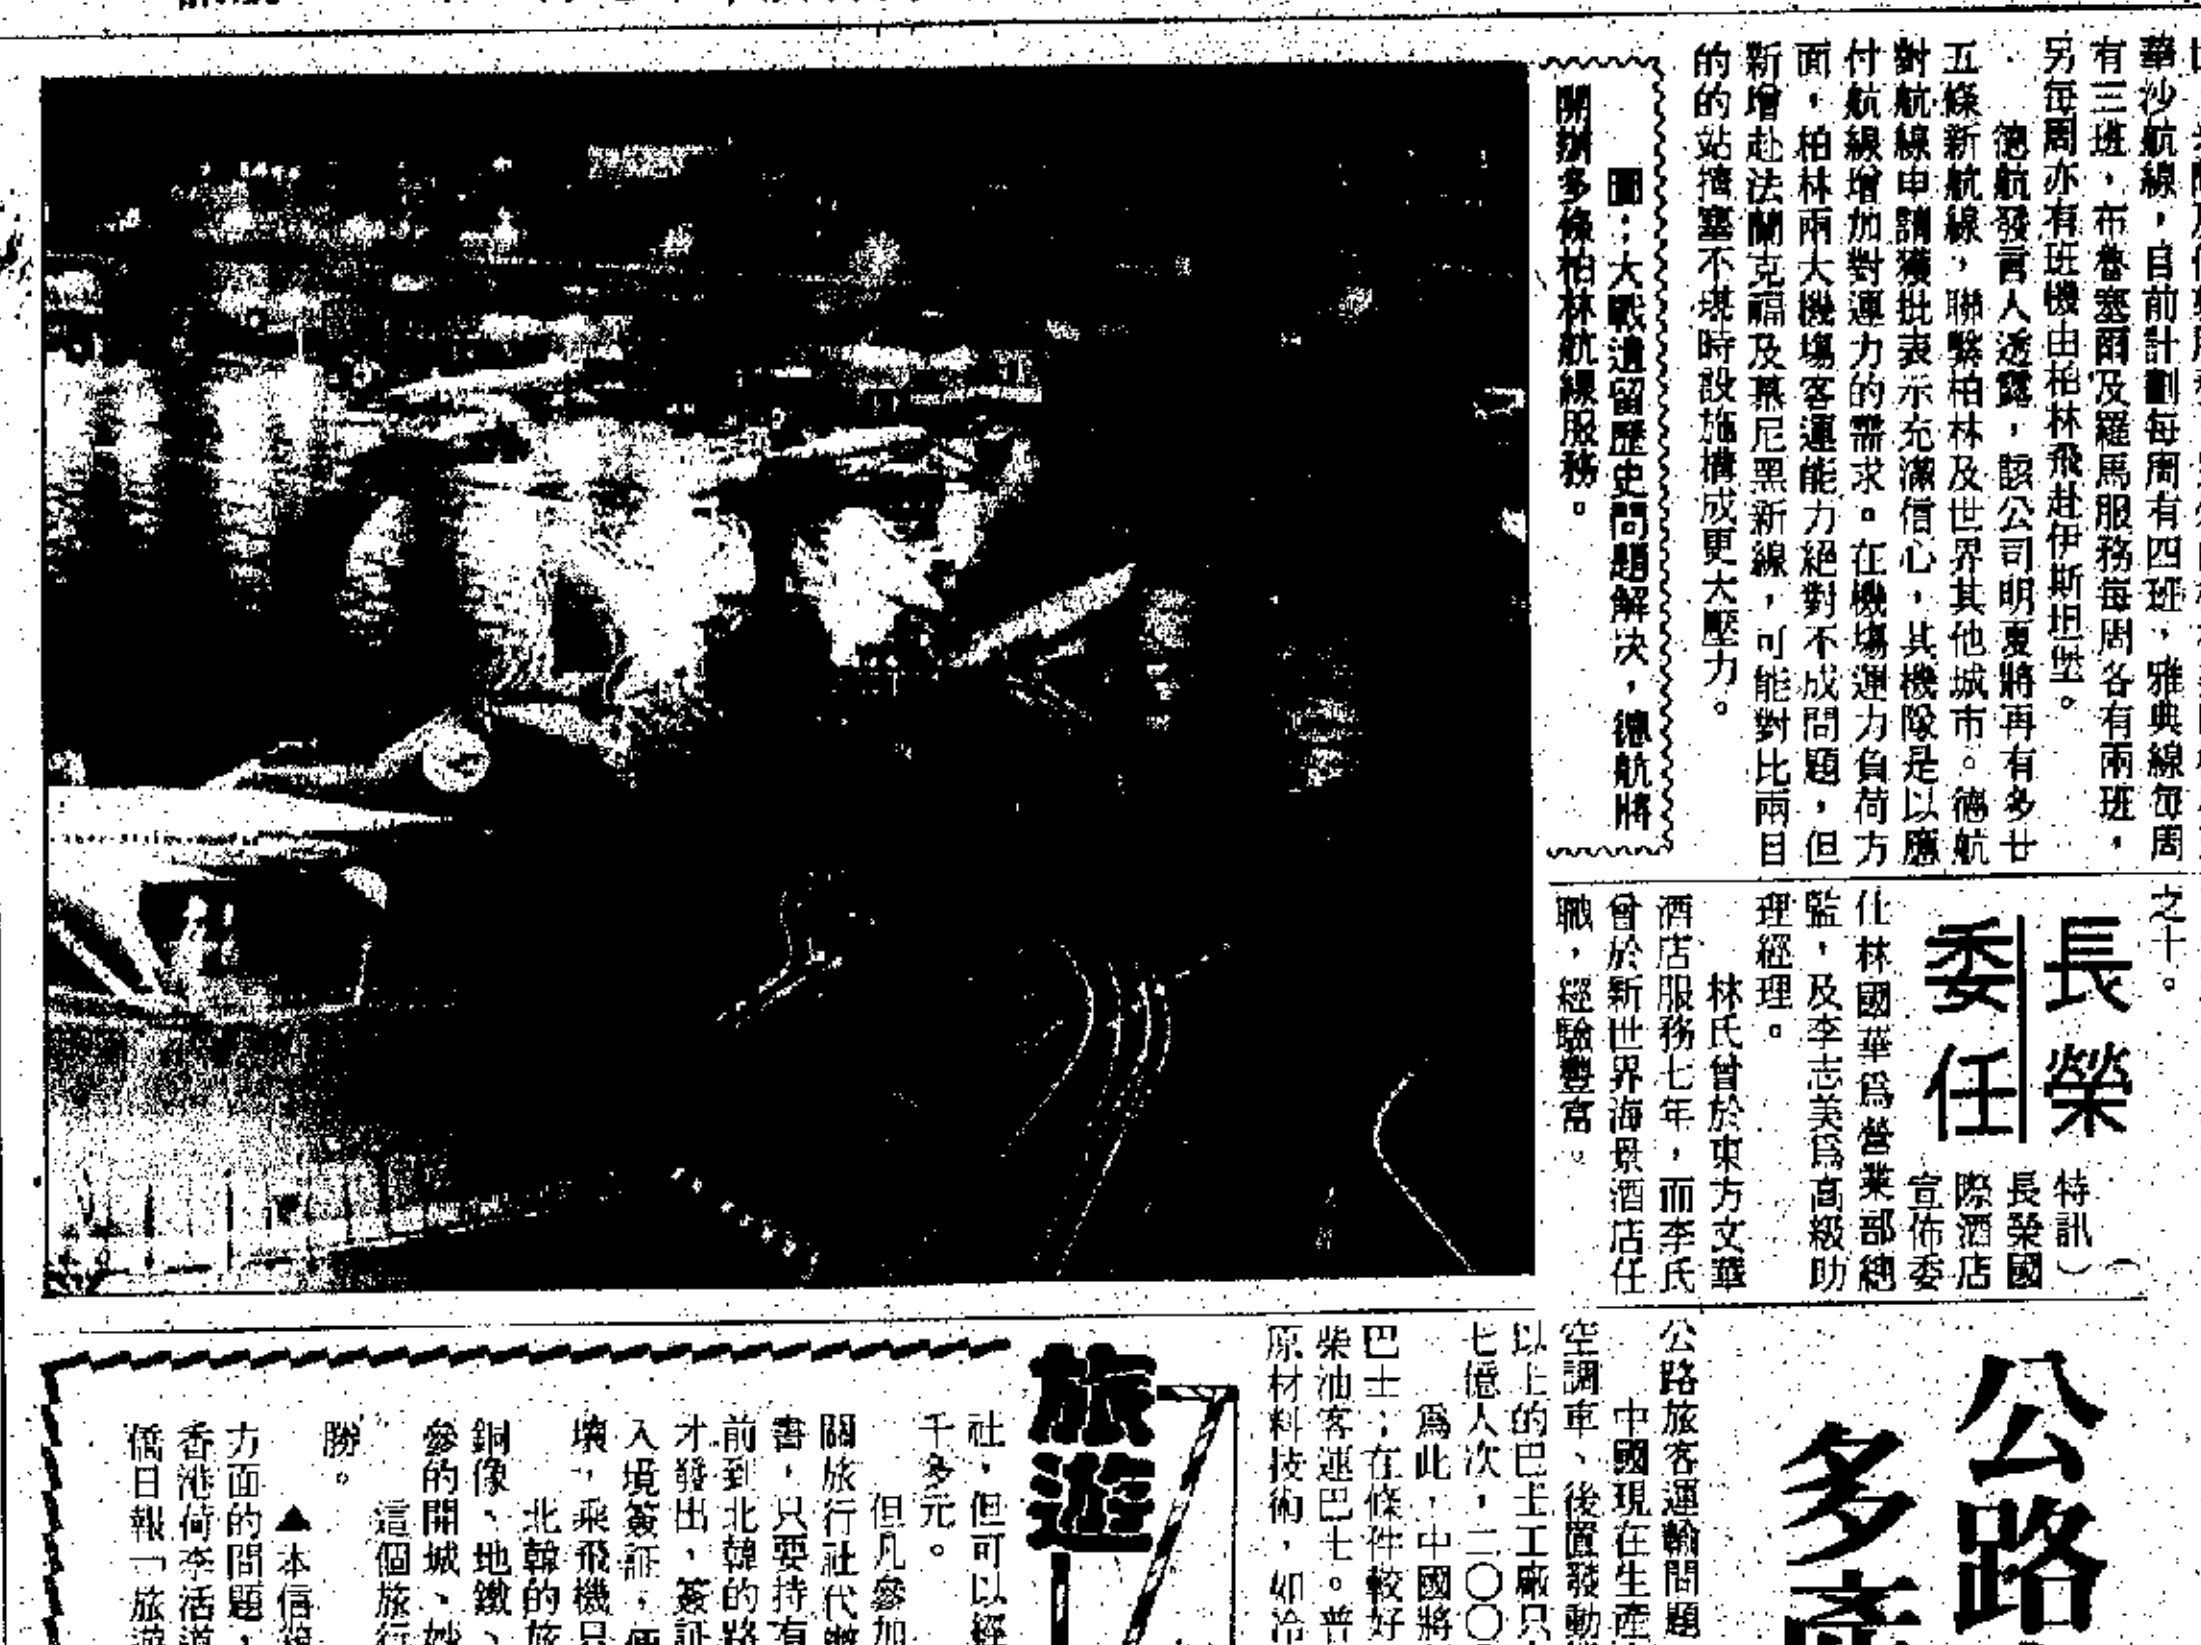 華沙航線，目前計劃每周有四班，雅典線每周
有三班，布魯塞爾及羅馬服務每周各有兩班，
另每周亦有班機由柏林飛赴伊斯坦堡。
德航發言人透露，該公司明夏將再有多廿
五條新航線，聯繫柏林及世界其他城市。德航
對航線申請獲批表示充滿信心，其機隊是以應
付航線增加對運力的需求。在機場運力負荷方
面，柏林兩大機場客運能力絕對不成問題，但
新增赴法蘭克福及慕尼黑新線，可能對比兩目
的的站擠塞不堪時設施構成更大壓力。
圖：大戰遺留歷史問題解決，德航將
開辦多條柏林航線服務。
之十。
長榮
委任
（特訊）
長榮國
際酒店
宣佈委
任林國華爲營業部總
監，及李志美爲高級助
理經理。
林氏曾於東方文華
酒店服務七年，而李氏
曾於新世界海景酒店任
職，經驗豐富。
公路
多產
公路旅客運輸問題
中國現在生產
空調車、後置發動
以上的巴士工廠只
七億人次，二〇〇
爲此，中國將
巴士；在條件較好
柴油客運巴士。普
原材料技術，如冷
旅遊
社，但可以經
千多元。
但凡參加
關旅行社代辦
書，只要持有
前到北韓的路
才發出，簽証
入境簽証，便
壞，乘飛機只
北韓的旅
銅像、地鐵、
參的開城、妙
這個旅行
勝。
▲本信箱
力面的問題，
香港荷李活道
僑日報「旅遊